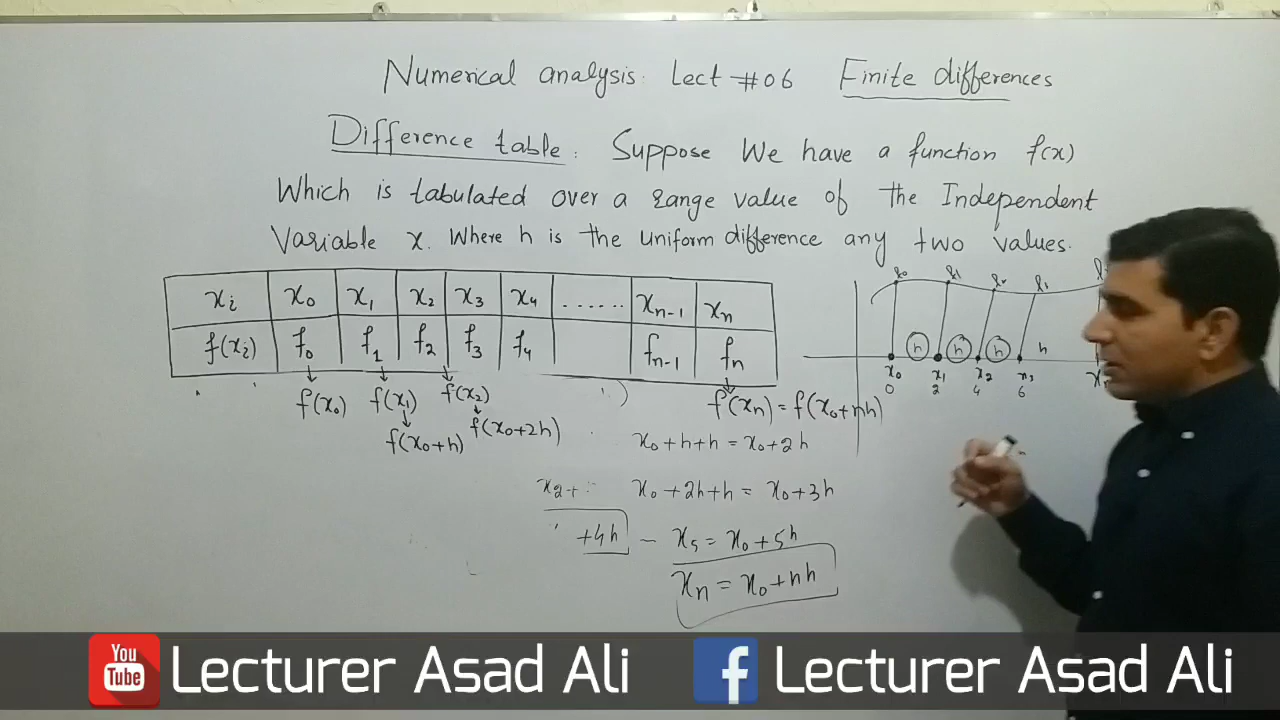 Numerical analysis: Lect #06 Finite differences
Difference table: Suppose We have a function f(x)
Which is tabulated over a range value of the Independent
Variable x. Where h is the uniform difference any two values.
xi x0 x1 x2 x3 x4 ...... xn-1 xn
f(xi) f0 f1 f2 f3 f4 fn-1 fn
f(x0) f(x1) f(x2) f(xn) = f(x0+nh)
f(x0+h) f(x0+2h)
h h h h
x0 x1 x2 x3
0 2 4 6
x0+h+h = x0+2h
x2+ x0+2h+h = x0+3h
+4h – x5 = x0+5h
xn = x0+nh
You Tube Lecturer Asad Ali f Lecturer Asad Ali